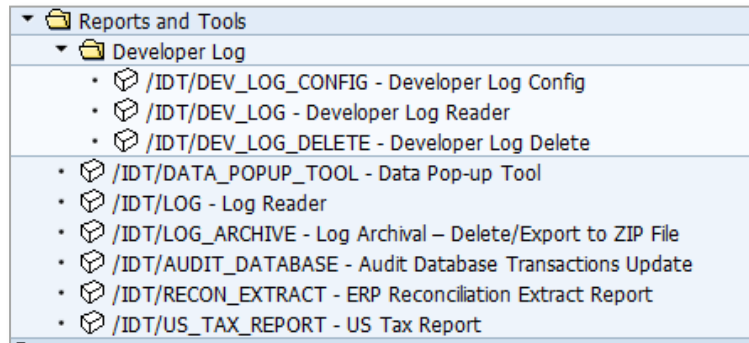 Reports and Tools
Developer Log
/IDT/DEV_LOG_CONFIG - Developer Log Config
/IDT/DEV_LOG - Developer Log Reader
/IDT/DEV_LOG_DELETE - Developer Log Delete
/IDT/DATA_POPUP_TOOL - Data Pop-up Tool
/IDT/LOG - Log Reader
/IDT/LOG_ARCHIVE - Log Archival – Delete/Export to ZIP File
/IDT/AUDIT_DATABASE - Audit Database Transactions Update
/IDT/RECON_EXTRACT - ERP Reconciliation Extract Report
/IDT/US_TAX_REPORT - US Tax Report